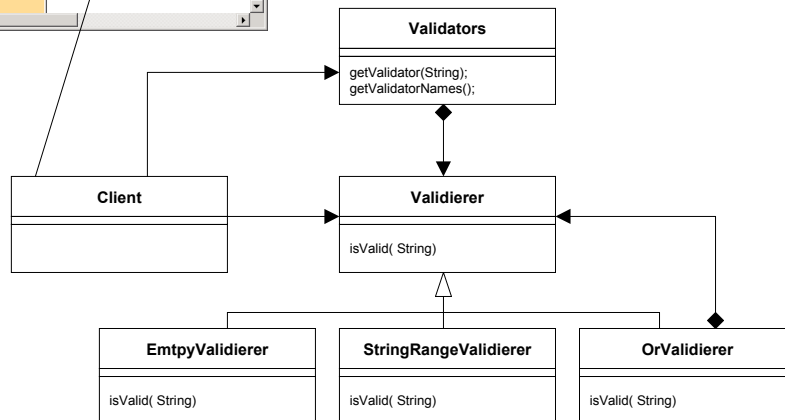 Validators
getValidator(String);
getValidatorNames();
Client
Validierer
isValid( String)
EmtpyValidierer
StringRangeValidierer
OrValidierer
isValid( String)
isValid( String)
isValid( String)